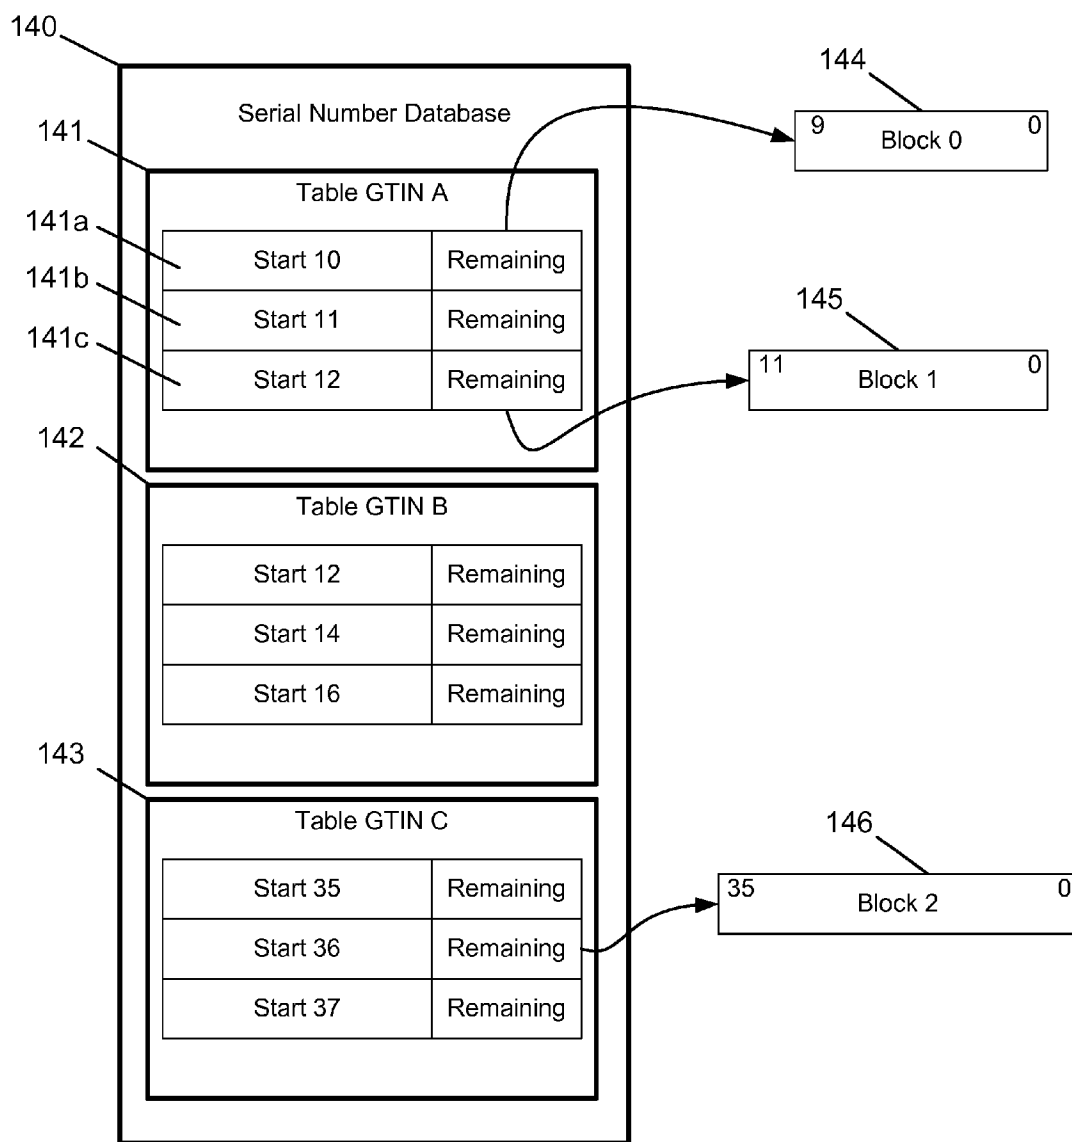 140
Serial Number Database
144
9 Block 0 0
141
Table GTIN A
141a
Start 10 Remaining
141b
Start 11 Remaining
141c
Start 12 Remaining
145
11 Block 1 0
142
Table GTIN B
Start 12 Remaining
Start 14 Remaining
Start 16 Remaining
143
Table GTIN C
Start 35 Remaining
Start 36 Remaining
Start 37 Remaining
146
35 Block 2 0